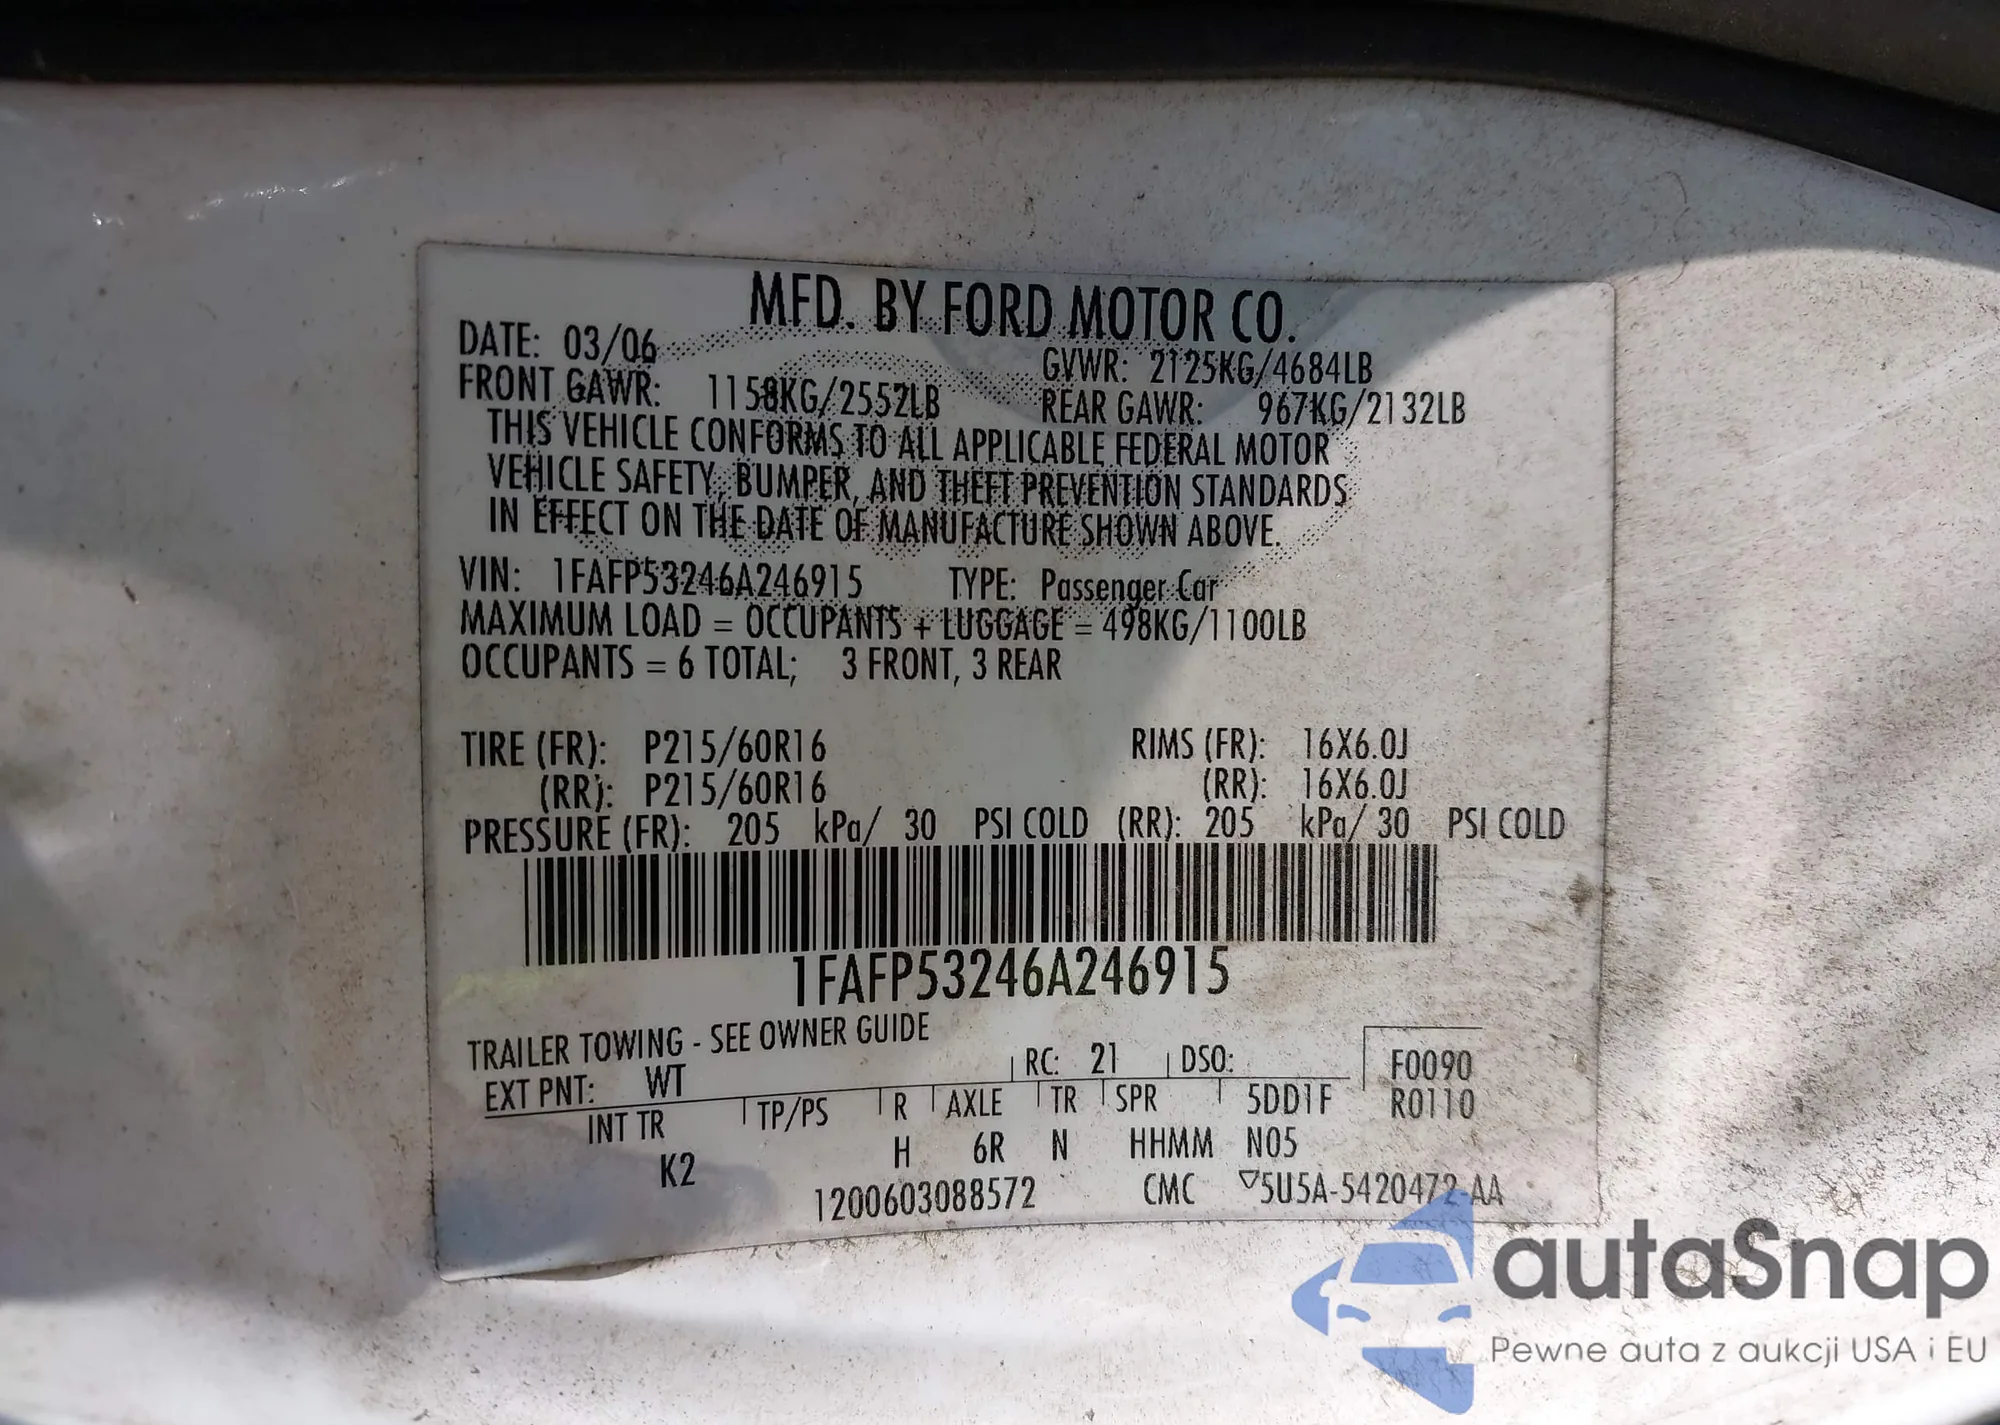 MFD. BY FORD MOTOR CO.
DATE: 03/06 GVWR: 2125KG/4684LB
FRONT GAWR: 1158KG/2552LB REAR GAWR: 967KG/2132LB
THIS VEHICLE CONFORMS TO ALL APPLICABLE FEDERAL MOTOR
VEHICLE SAFETY, BUMPER, AND THEFT PREVENTION STANDARDS
IN EFFECT ON THE DATE OF MANUFACTURE SHOWN ABOVE.
VIN: 1FAFP53246A246915 TYPE: Passenger Car
MAXIMUM LOAD = OCCUPANTS + LUGGAGE = 498KG/1100LB
OCCUPANTS = 6 TOTAL; 3 FRONT, 3 REAR
TIRE (FR): P215/60R16 RIMS (FR): 16X6.0J
(RR): P215/60R16 (RR): 16X6.0J
PRESSURE (FR): 205 kPa/ 30 PSI COLD (RR): 205 kPa/ 30 PSI COLD
1FAFP53246A246915
TRAILER TOWING - SEE OWNER GUIDE
EXT PNT: WT RC: 21 DSO: F0090
INT TR TP/PS R AXLE TR SPR 5DD1F R0110
K2 H 6R N HHMM N05
1200603088572 CMC ▽5U5A-5420472-AA
autaSnap
Pewne auta z aukcji USA i EU